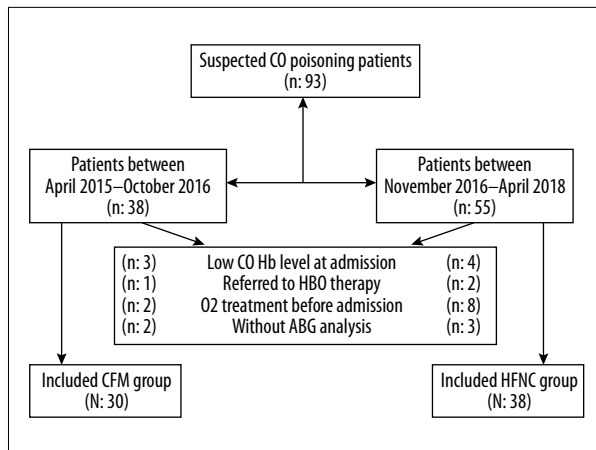 Suspected CO poisoning patients
(n: 93)
Patients between
April 2015–October 2016
(n: 38)
Patients between
November 2016–April 2018
(n: 55)
(n: 3) Low CO Hb level at admission (n: 4)
(n: 1) Referred to HBO therapy (n: 2)
(n: 2) O2 treatment before admission (n: 8)
(n: 2) Without ABG analysis (n: 3)
Included CFM group
(N: 30)
Included HFNC group
(N: 38)